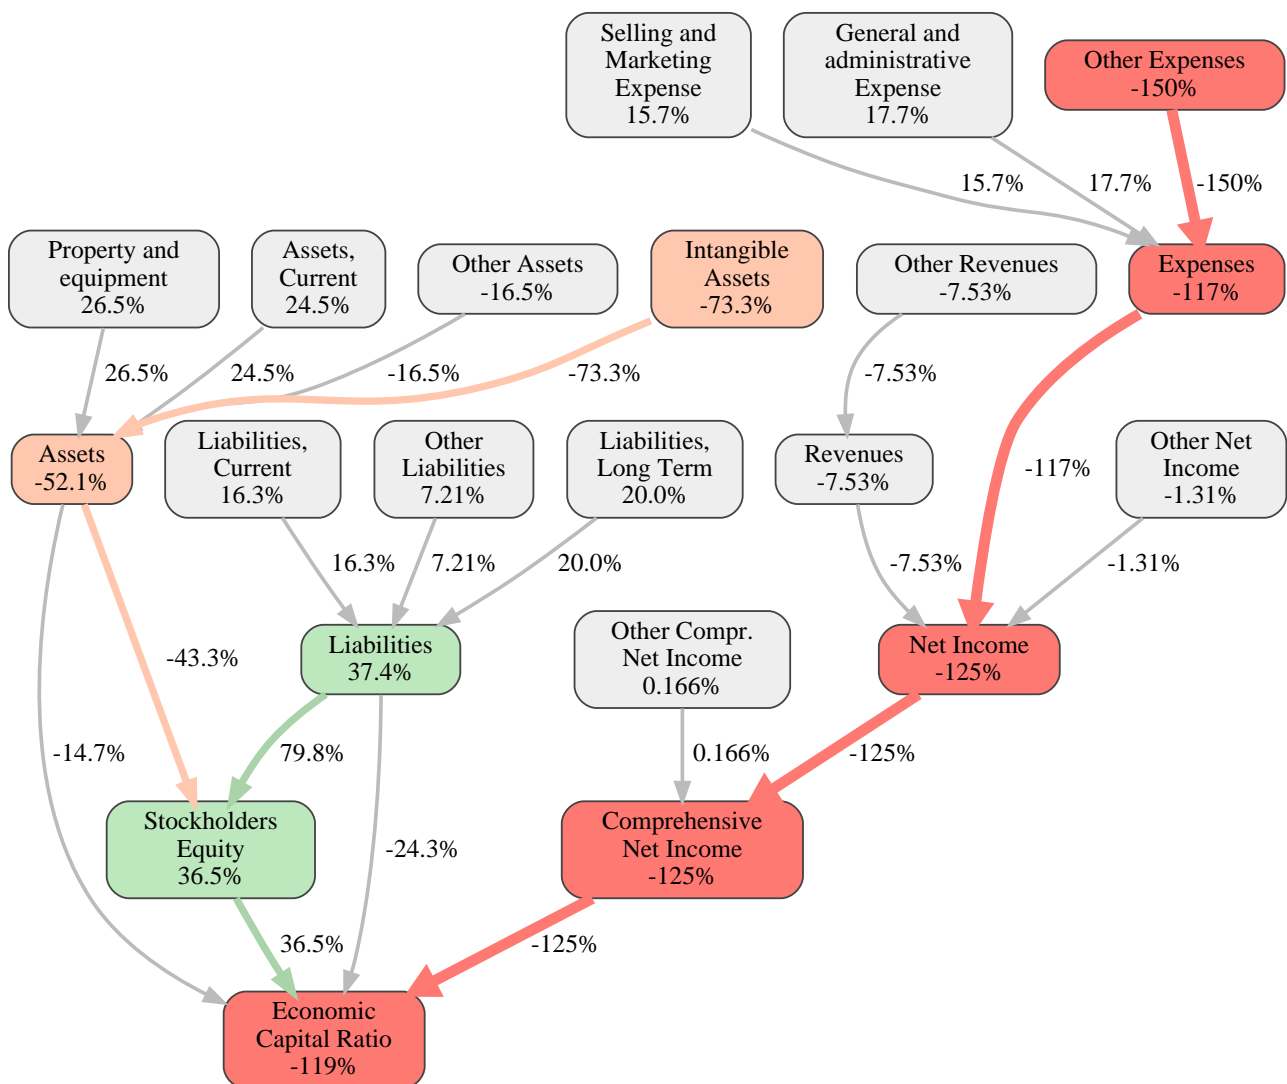 Selling and
Marketing
Expense
15.7%
General and
administrative
Expense
17.7%
Other Expenses
-150%
15.7%
17.7%
-150%
Property and
equipment
26.5%
Assets,
Current
24.5%
Other Assets
-16.5%
Intangible
Assets
-73.3%
Other Revenues
-7.53%
Expenses
-117%
26.5%
24.5%
-16.5%
-73.3%
-7.53%
Assets
-52.1%
Liabilities,
Current
16.3%
Other
Liabilities
7.21%
Liabilities,
Long Term
20.0%
Revenues
-7.53%
-117%
Other Net
Income
-1.31%
16.3%
7.21%
20.0%
-7.53%
-1.31%
-43.3%
Liabilities
37.4%
Other Compr.
Net Income
0.166%
Net Income
-125%
-14.7%
79.8%
0.166%
-125%
Stockholders
Equity
36.5%
-24.3%
Comprehensive
Net Income
-125%
36.5%
-125%
Economic
Capital Ratio
-119%